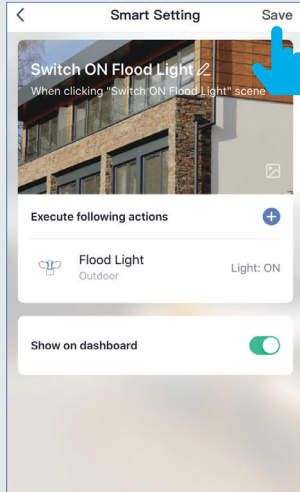 Smart Setting Save
Switch ON Flood Light
When clicking "Switch ON Flood Light" scene
Execute following actions
Flood Light
Light: ON
Outdoor
Show on dashboard